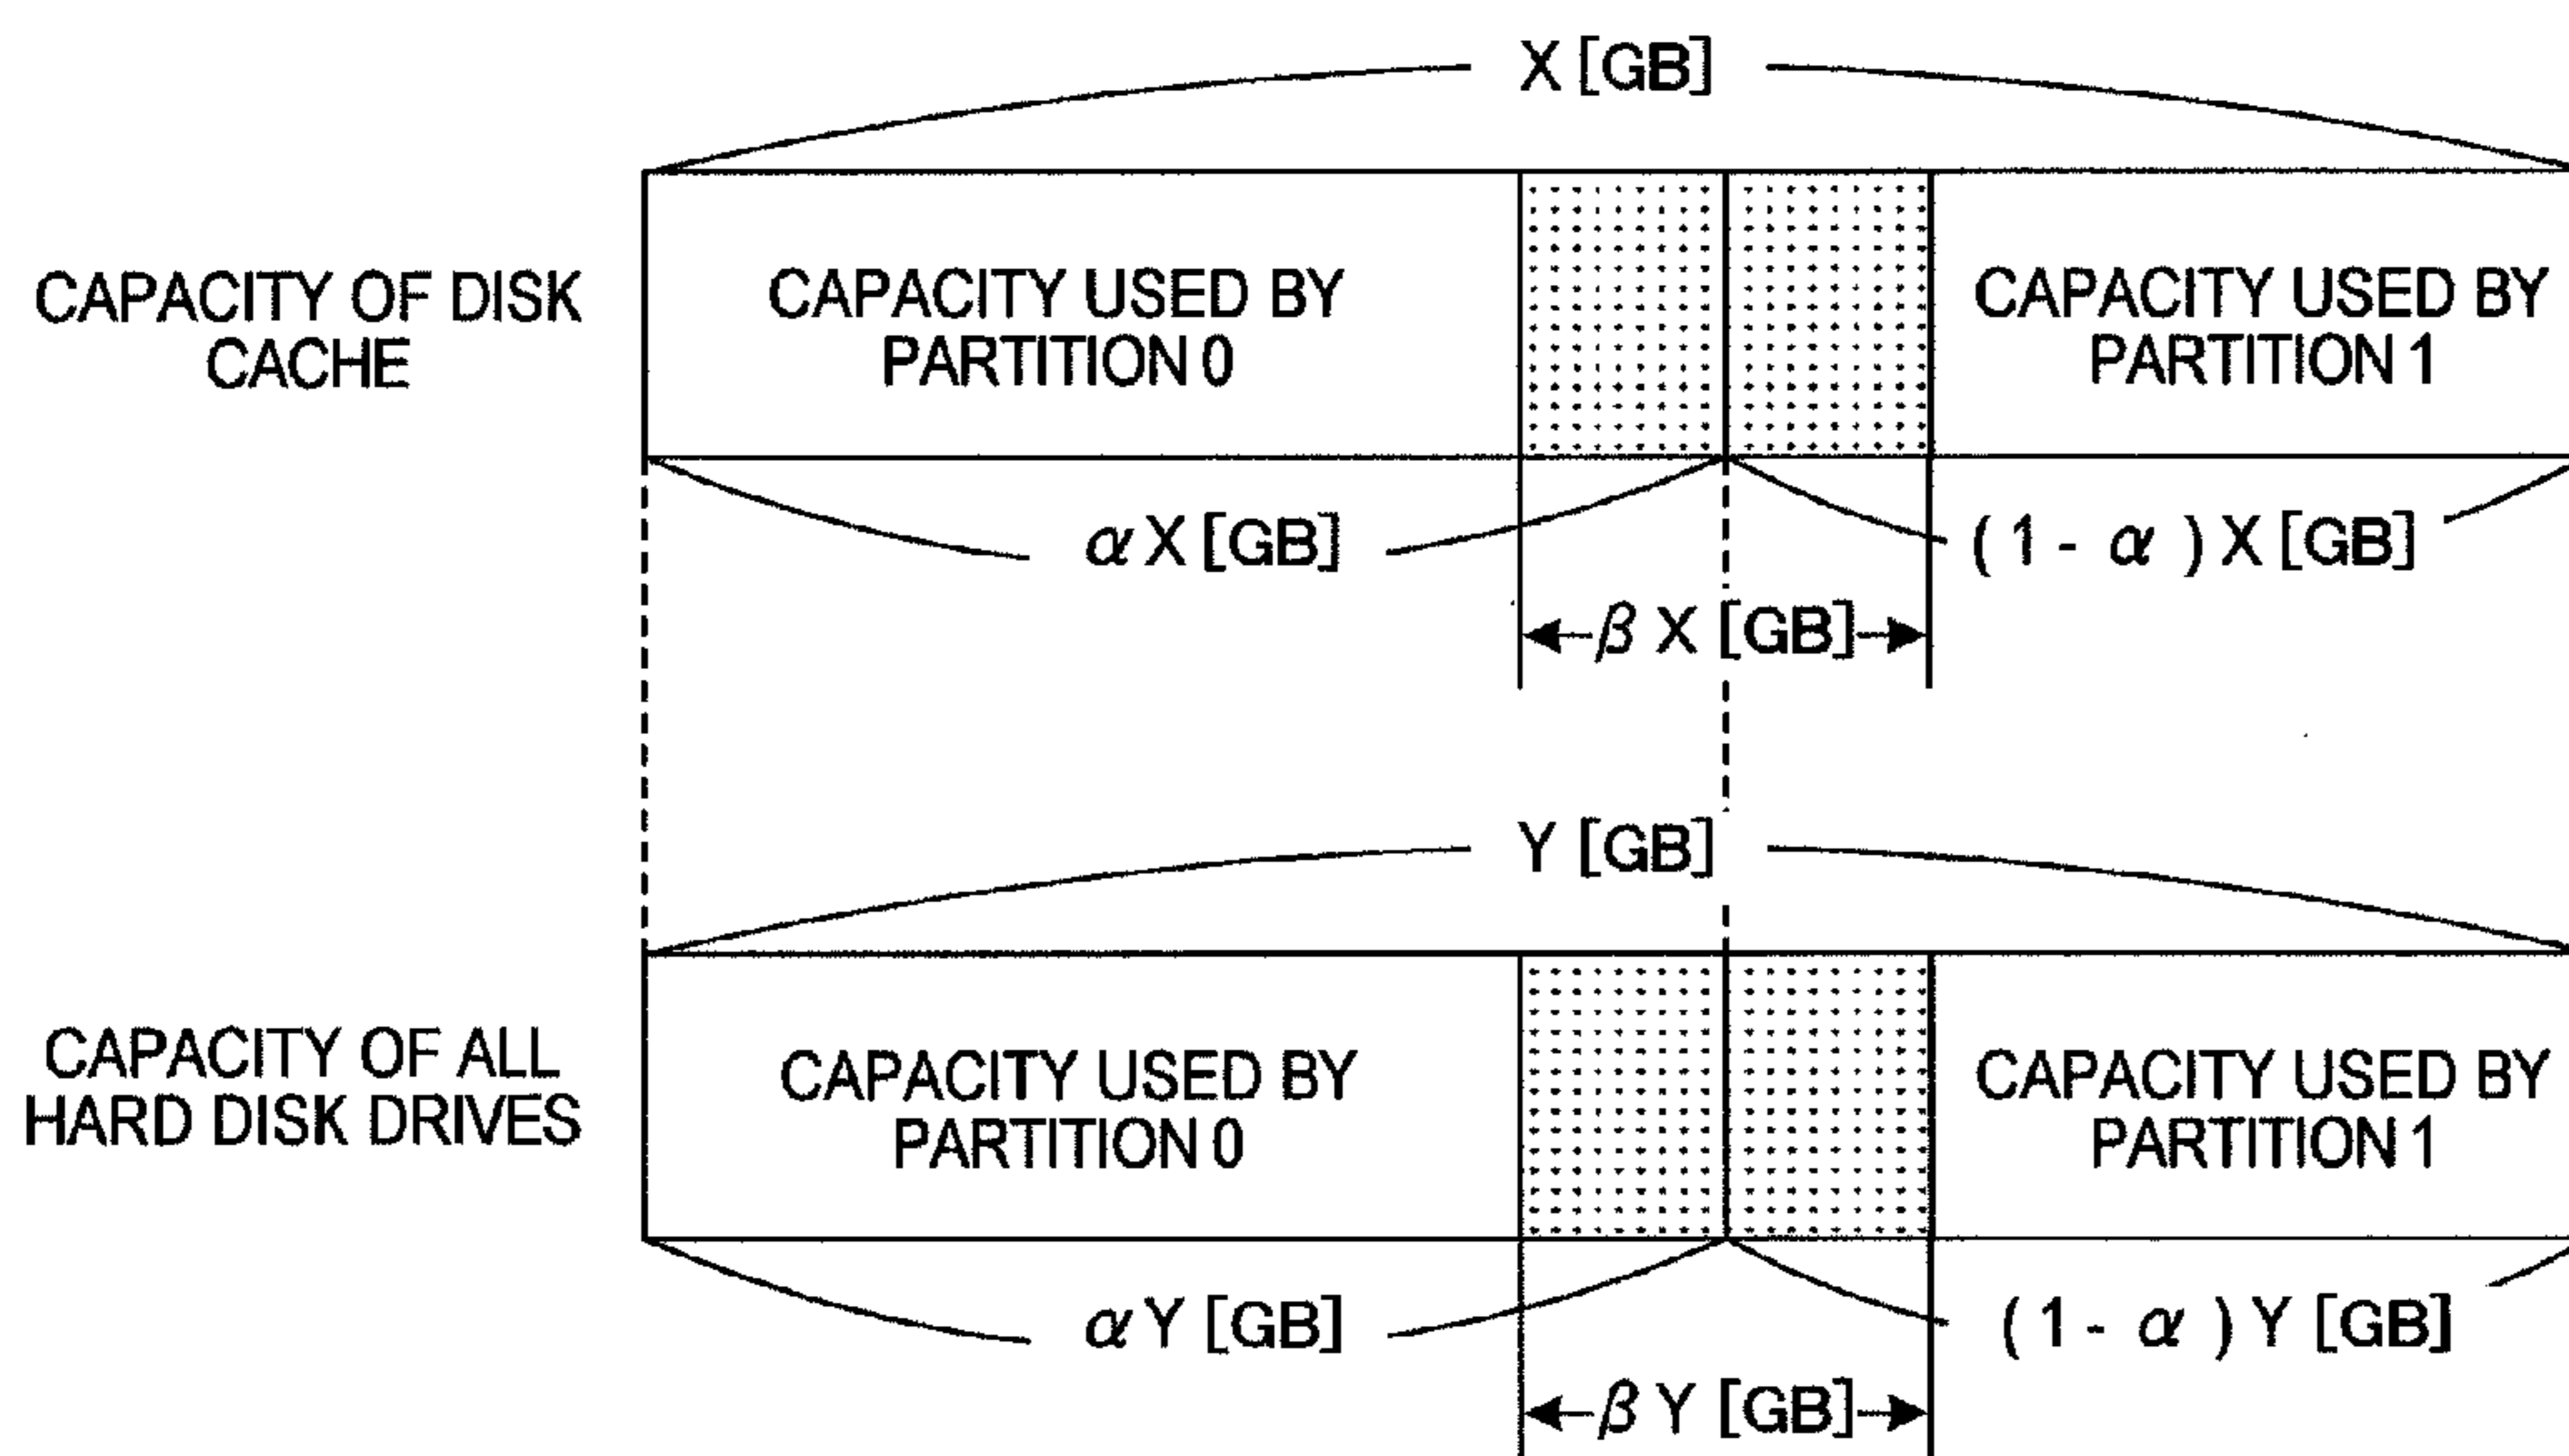 X [GB]
CAPACITY OF DISK
CACHE
CAPACITY USED BY
PARTITION 0
CAPACITY USED BY
PARTITION 1
α X [GB]
( 1 - α ) X [GB]
β X [GB]
Y [GB]
CAPACITY OF ALL
HARD DISK DRIVES
CAPACITY USED BY
PARTITION 0
CAPACITY USED BY
PARTITION 1
α Y [GB]
( 1 - α ) Y [GB]
β Y [GB]